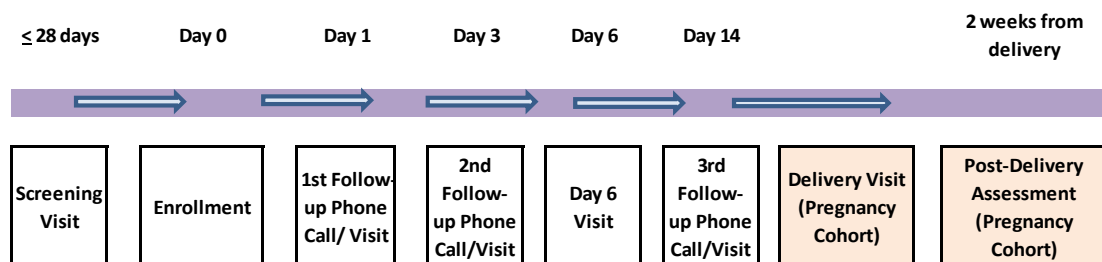 ≤ 28 days
Day 0
Day 1
Day 3
Day 6
Day 14
2 weeks from
delivery
Screening
Visit
Enrollment
1st Follow-
up Phone
Call/ Visit
2nd
Follow-
up Phone
Call/Visit
Day 6
Visit
3rd
Follow-
up Phone
Call/Visit
Delivery Visit
(Pregnancy
Cohort)
Post-Delivery
Assessment
(Pregnancy
Cohort)